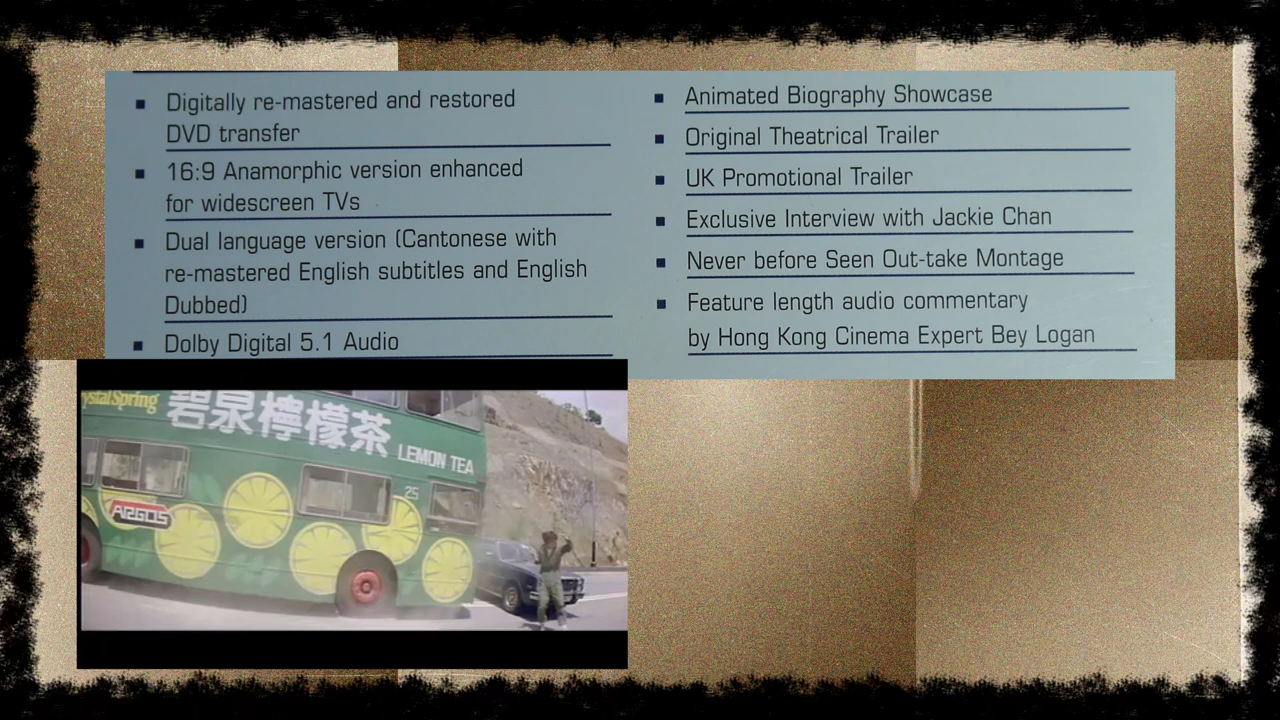 Digitally re-mastered and restored
DVD transfer
16:9 Anamorphic version enhanced
for widescreen TVs
Dual language version (Cantonese with
re-mastered English subtitles and English
Dubbed)
Dolby Digital 5.1 Audio
Animated Biography Showcase
Original Theatrical Trailer
UK Promotional Trailer
Exclusive Interview with Jackie Chan
Never before Seen Out-take Montage
Feature length audio commentary
by Hong Kong Cinema Expert Bey Logan
ystal Spring
碧泉檸檬茶
LEMON TEA
25
ARGOS